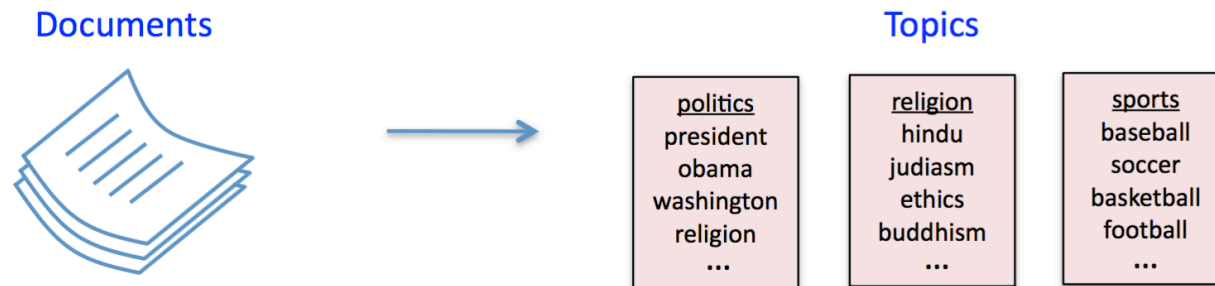 Documents
Topics
politics
president
obama
washington
religion
...
religion
hindu
judiasm
ethics
buddhism
...
sports
baseball
soccer
basketball
football
...